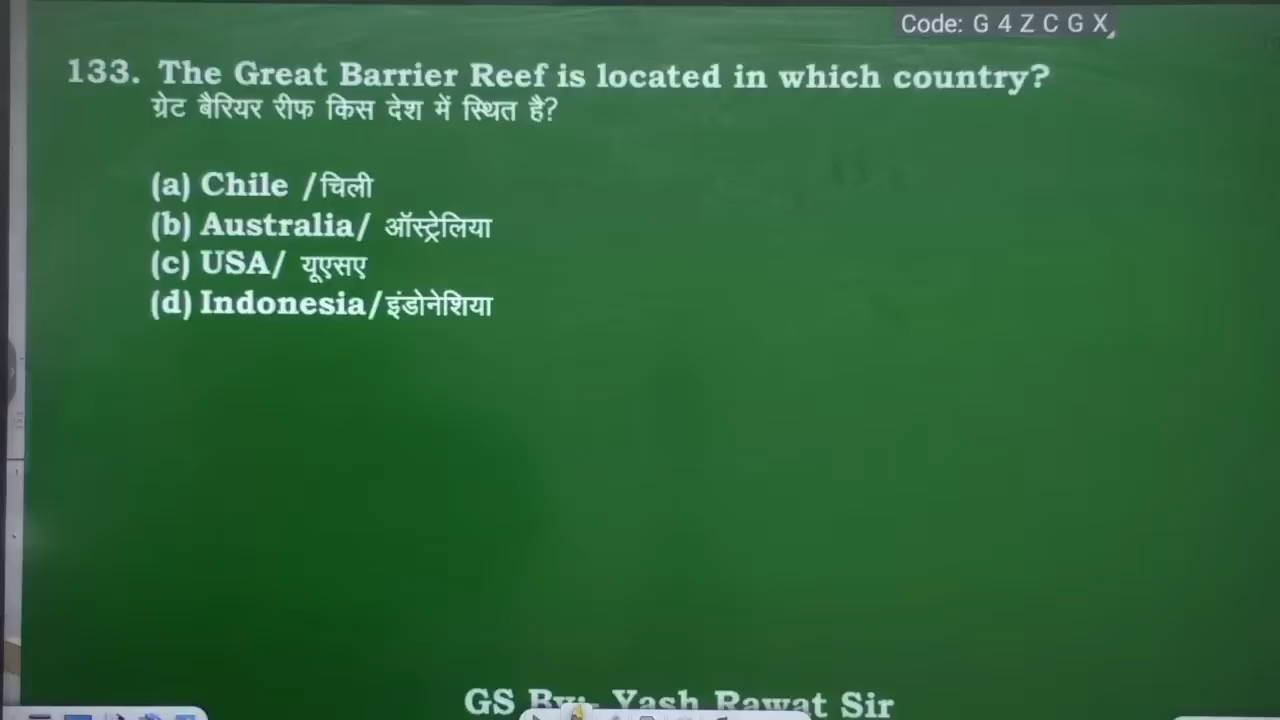 Code: G 4 Z C G X
133. The Great Barrier Reef is located in which country?
ग्रेट बैरियर रीफ किस देश में स्थित है?
(a) Chile /चिली
(b) Australia/ ऑस्ट्रेलिया
(c) USA/ यूएसए
(d) Indonesia/इंडोनेशिया
GS By:- Yash Rawat Sir